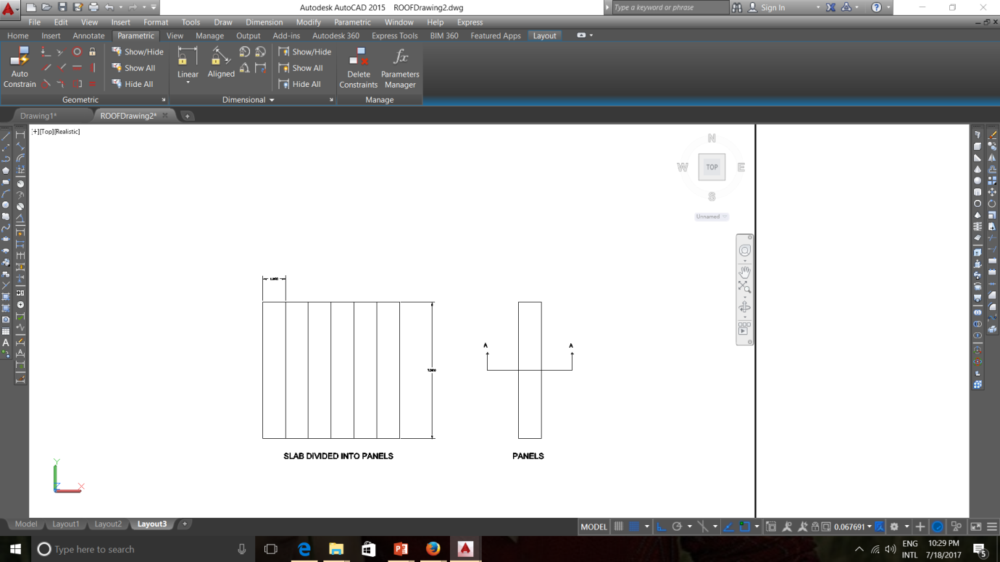 Autodesk AutoCAD 2015 ROOFDrawing2.dwg
Type a keyword or phrase
Sign In
File Edit View Insert Format Tools Draw Dimension Modify Parametric Window Help Express
Home Insert Annotate Parametric View Manage Output Add-ins Autodesk 360 Express Tools BIM 360 Featured Apps Layout
Auto
Constrain
Show/Hide
Show All
Hide All
Geometric
Linear
Aligned
Show/Hide
Show All
Hide All
Dimensional
Delete
Constraints
Parameters
Manager
Manage
Drawing1*
ROOFDrawing2*
[+][Top][Realistic]
N
W
TOP
E
S
Unnamed
A A
SLAB DIVIDED INTO PANELS
PANELS
Y
X
Model Layout1 Layout2 Layout3 +
MODEL
0.067691
Type here to search
ENG
INTL
10:29 PM
7/18/2017
5